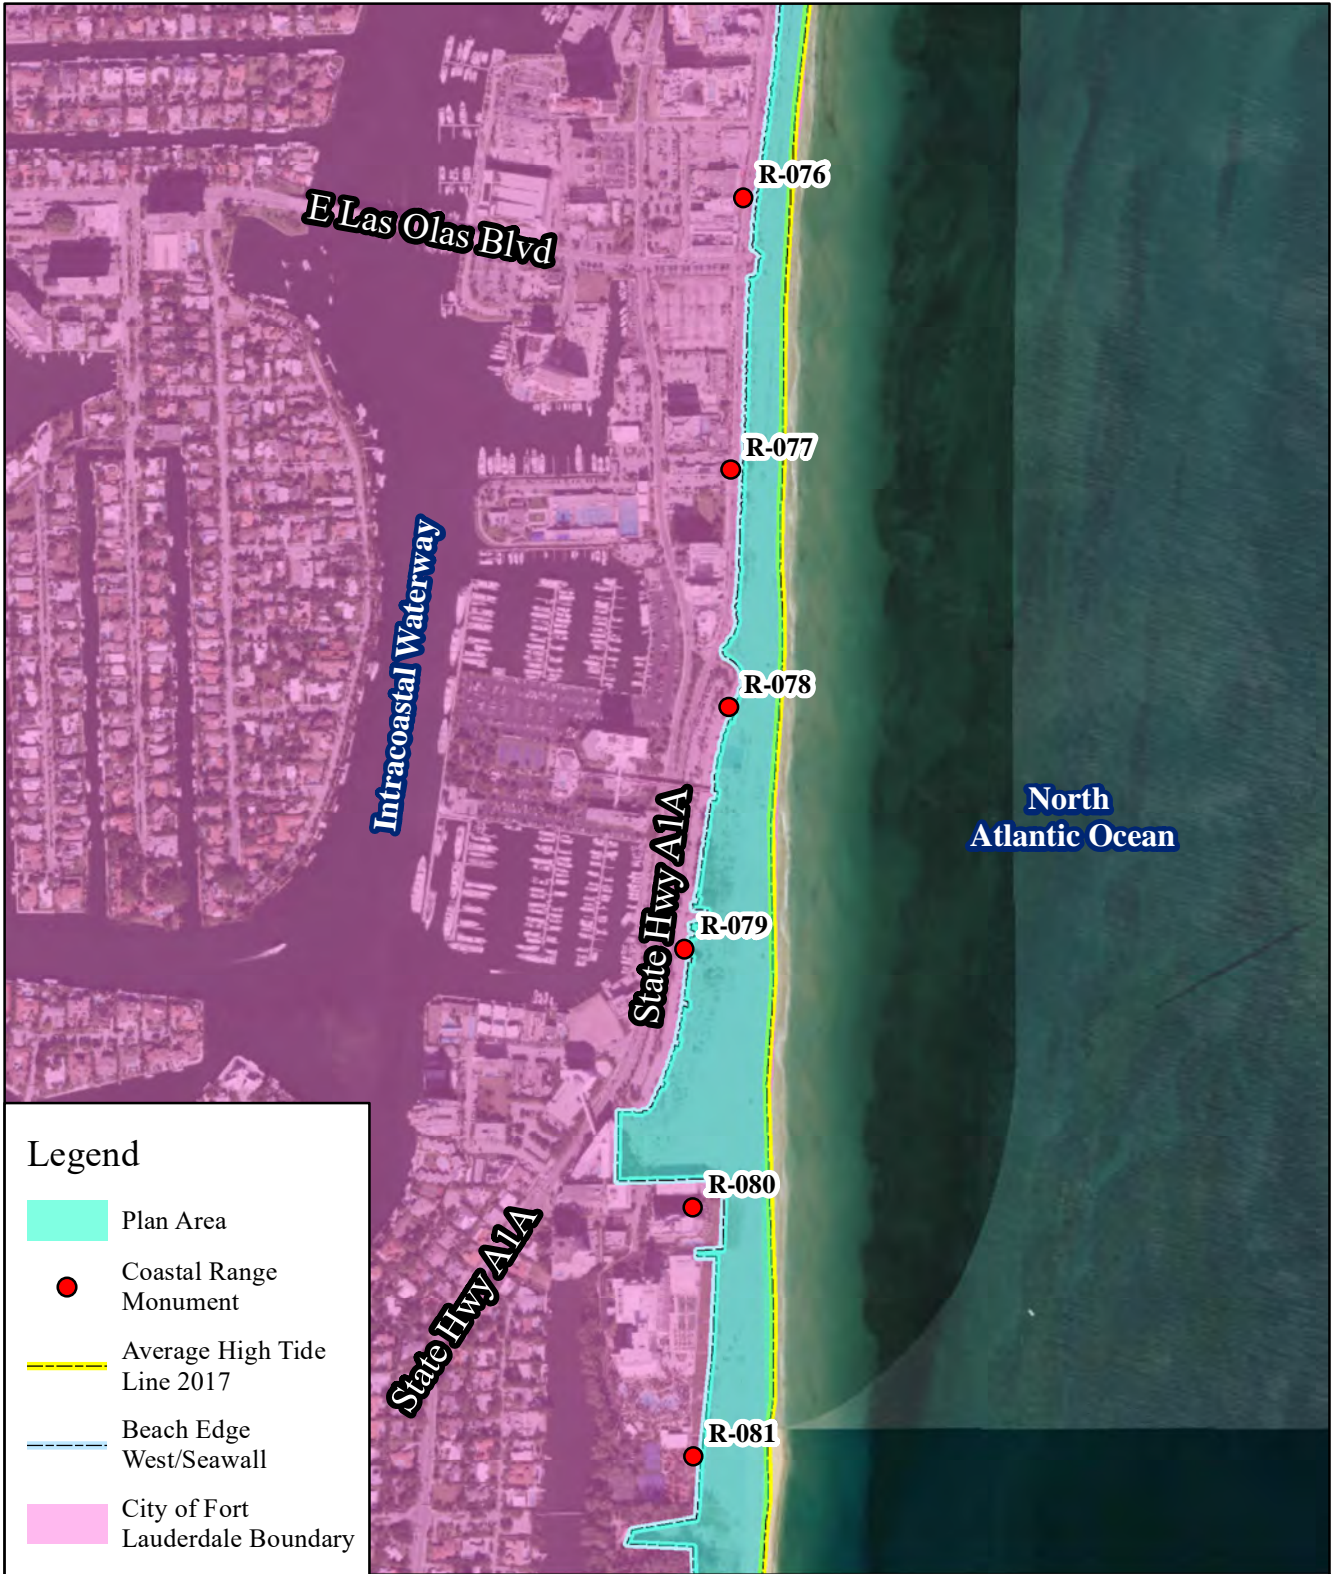 R-076
E Las Olas Blvd
R-077
Intracoastal Waterway
R-078
North
Atlantic Ocean
State Hwy A1A
R-079
R-080
State Hwy A1A
R-081
Legend
Plan Area
Coastal Range
Monument
Average High Tide
Line 2017
Beach Edge
West/Seawall
City of Fort
Lauderdale Boundary